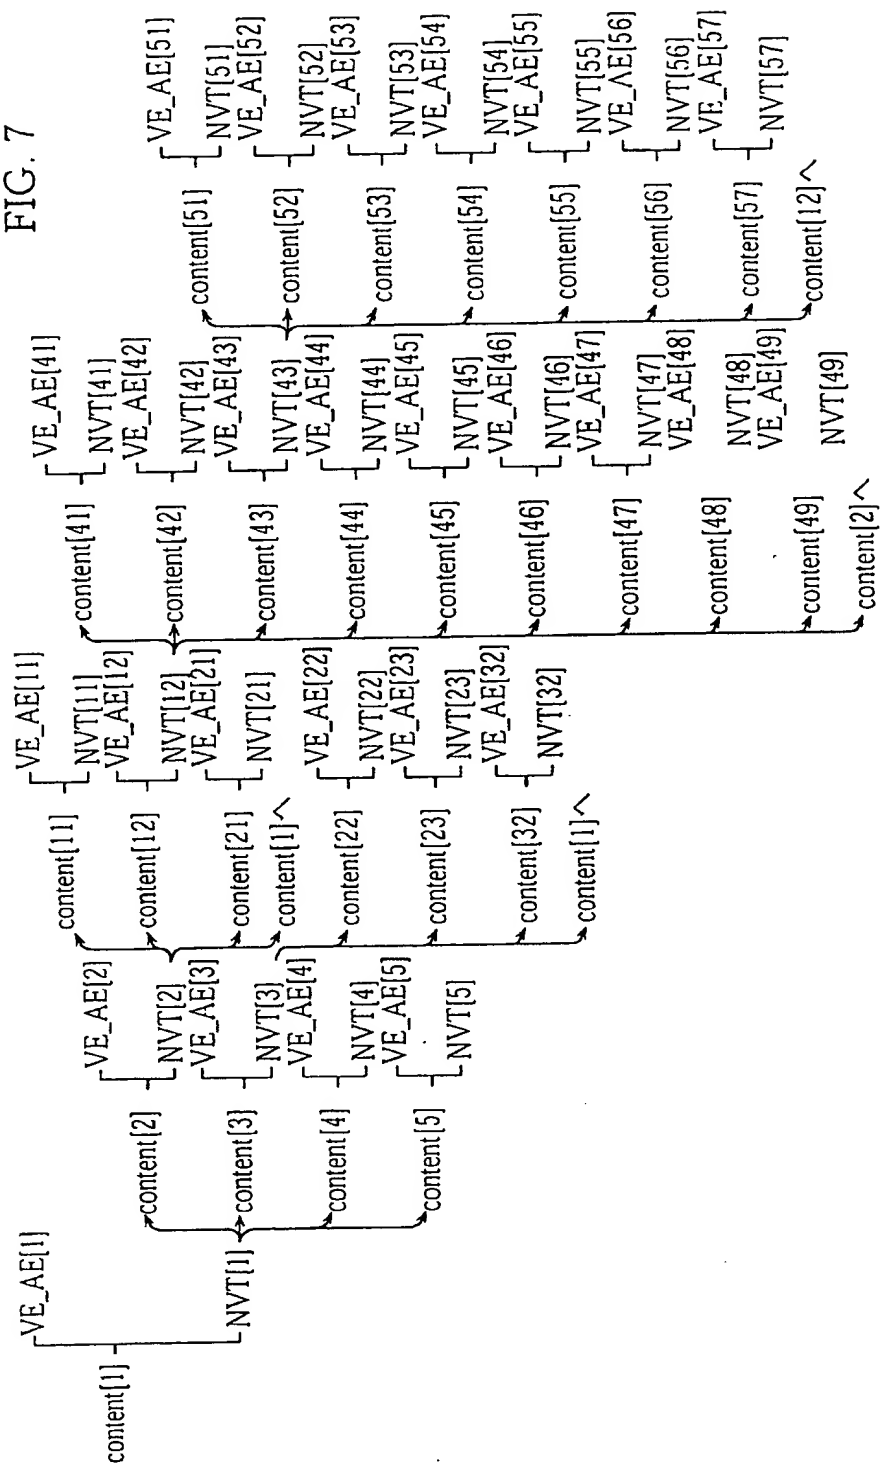 FIG. 7
content[1]
VE_AE[1]
NVT[1]
content[2]
content[3]
content[4]
content[5]
VE_AE[2]
NVT[2]
VE_AE[3]
NVT[3]
VE_AE[4]
NVT[4]
VE_AE[5]
NVT[5]
content[11]
content[12]
content[21]
content[1]へ
content[22]
content[23]
content[32]
content[1]へ
VE_AE[11]
NVT[11]
VE_AE[12]
NVT[12]
VE_AE[21]
NVT[21]
VE_AE[22]
NVT[22]
VE_AE[23]
NVT[23]
VE_AE[32]
NVT[32]
content[41]
content[42]
content[43]
content[44]
content[45]
content[46]
content[47]
content[48]
content[49]
content[2]へ
VE_AE[41]
NVT[41]
VE_AE[42]
NVT[42]
VE_AE[43]
NVT[43]
VE_AE[44]
NVT[44]
VE_AE[45]
NVT[45]
VE_AE[46]
NVT[46]
VE_AE[47]
NVT[47]
VE_AE[48]
NVT[48]
VE_AE[49]
NVT[49]
content[51]
content[52]
content[53]
content[54]
content[55]
content[56]
content[57]
content[12]へ
VE_AE[51]
NVT[51]
VE_AE[52]
NVT[52]
VE_AE[53]
NVT[53]
VE_AE[54]
NVT[54]
VE_AE[55]
NVT[55]
VE_AE[56]
NVT[56]
VE_AE[57]
NVT[57]